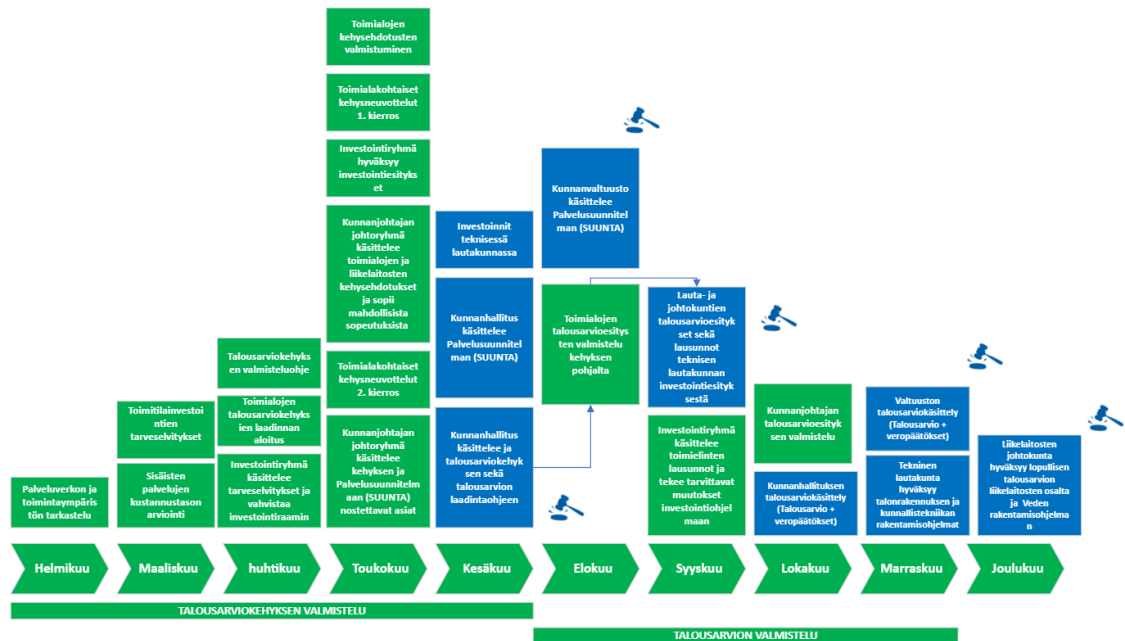 Palveluverkon ja
toimintaympäris
tön tarkastelu
Toimitilainvestoi
ntien
tarveselvitykset
Sisäisten
palvelujen
kustannustason
arviointi
Talousarviokehyks
en valmisteluohje
Toimialojen
talousarviokehyks
ien laadinnan
aloitus
Investointiryhmä
käsittelee
tarveselvitykset ja
vahvistaa
investointiraamin
Toimialojen
kehysehdotusten
valmistuminen
Toimialakohtaiset
kehysneuvottelut
1. kierros
Investointiryhmä
hyväksyy
investointiesityks
et
Kunnanjohtajan
johtoryhmä
käsittelee
toimialojen ja
liikelaitosten
kehysehdotukset
ja sopii
mahdollisista
sopeutuksista
Toimialakohtaiset
kehysneuvottelut
2. kierros
Kunnanjohtajan
johtoryhmä
käsittelee
kehyksen ja
Palvelusuunnitelm
aan (SUUNTA)
nostettavat asiat
Investoinnit
teknisessä
lautakunnassa
Kunnanhallitus
käsittelee
Palvelusuunnitel
man (SUUNTA)
Kunnanhallitus
käsittelee ja
talousarviokehyk
sen sekä
talousarvion
laadintaohjeen
Kunnanvaltuusto
käsittelee
Palvelusuunnitel
man (SUUNTA)
Toimialojen
talousarvioesitys
ten valmistelu
kehyksen
pohjalta
Lauta- ja
johtokuntien
talousarvioesityk
set sekä
lausunnot
teknisen
lautakunnan
investointiesityk
sestä
Investointiryhmä
käsittelee
toimielinten
lausunnot ja
tekee tarvittavat
muutokset
investointiohjel
maan
Kunnanjohtajan
talousarvioesityk
sen valmistelu
Kunnanhallituksen
talousarviokäsittely
(Talousarvio +
veropäätökset)
Valtuuston
talousarviokäsittely
(Talousarvio +
veropäätökset)
Tekninen
lautakunta
hyväksyy
talonrakennuksen ja
kunnallistekniikan
rakentamisohjelmat
Liikelaitosten
johtokunta
hyväksyy lopullisen
talousarvion
liikelaitosten osalta
ja Veden
rakentamisohjelma
n
Helmikuu
Maaliskuu
huhtikuu
Toukokuu
Kesäkuu
Elokuu
Syyskuu
Lokakuu
Marraskuu
Joulukuu
TALOUSARVIOKEHYKSEN VALMISTELU
TALOUSARVION VALMISTELU